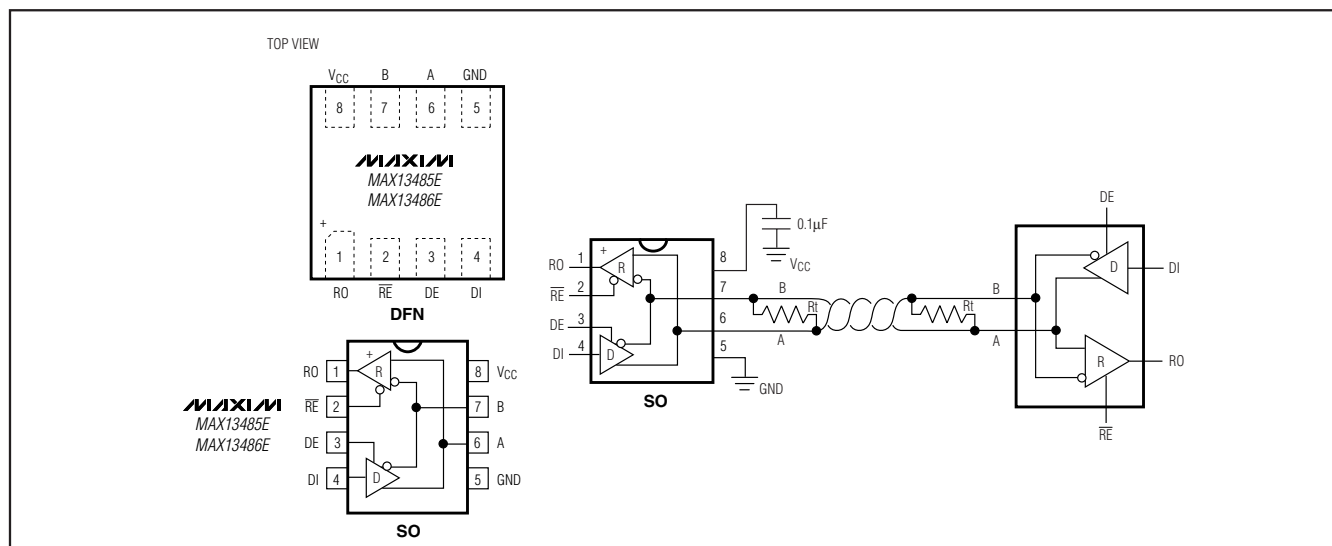 TOP VIEW
VCC B A GND
8 7 6 5
MAXIM
MAX13485E
MAX13486E
+
1 2 3 4
RO RE DE DI
DFN
MAXIM
MAX13485E
MAX13486E
+
RO 1 R 8 VCC
RE 2 7 B
DE 3 6 A
DI 4 D 5 GND
SO
0.1μF
VCC
+
RO 1 R 8
RE 2 7 B
DE 3 6 A
DI 4 D 5
GND
SO
Rt
Rt
DE
B D DI
A
R RO
RE